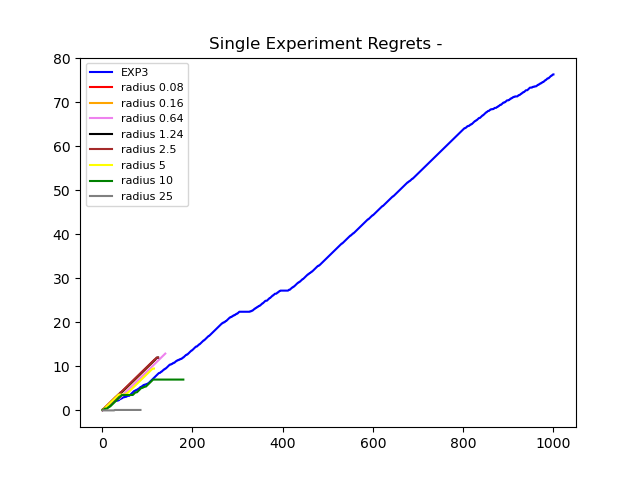 Single Experiment Regrets -
80
70
60
50
40
30
20
10
0
EXP3
radius 0.08
radius 0.16
radius 0.64
radius 1.24
radius 2.5
radius 5
radius 10
radius 25
0 200 400 600 800 1000